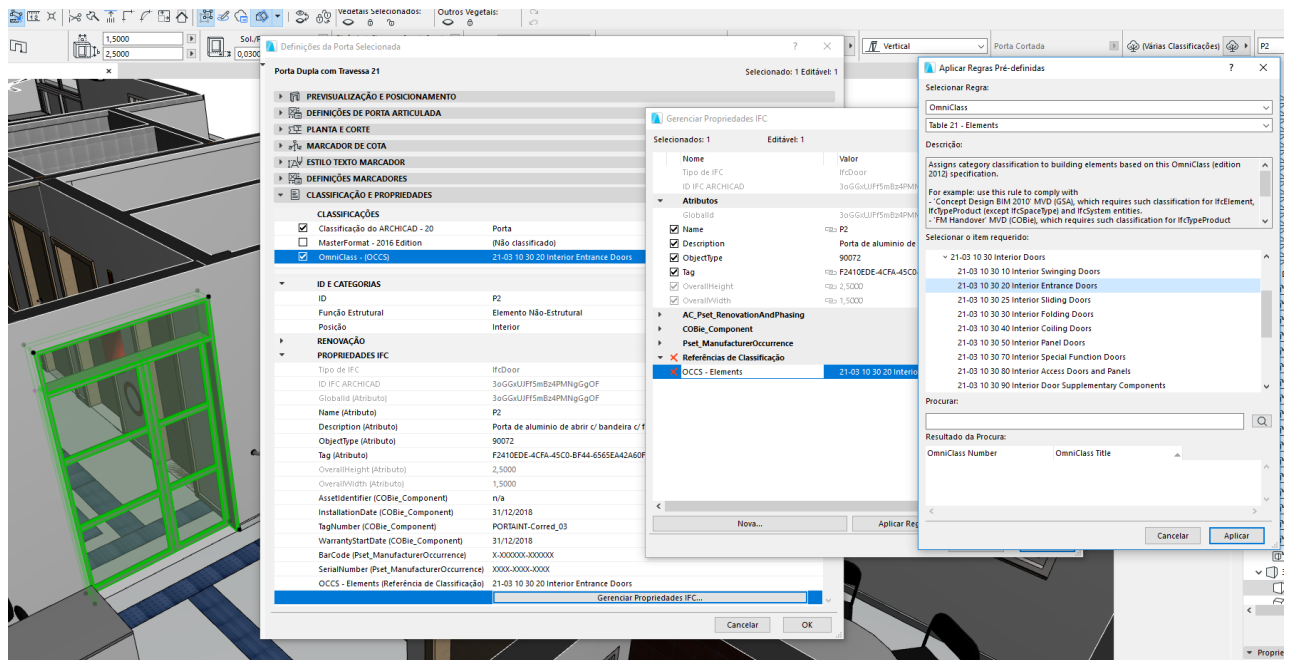 Vegetais Selecionados:
Outros Vegetais:
1,5000
2,5000
Sol./
0,0300
Vertical
Porta Cortada
(Várias Classificações)
P2
Definições da Porta Selecionada
Porta Dupla com Travessa 21
Selecionado: 1 Editável: 1
PREVISUALIZAÇÃO E POSICIONAMENTO
DEFINIÇÕES DE PORTA ARTICULADA
PLANTA E CORTE
MARCADOR DE COTA
ESTILO TEXTO MARCADOR
DEFINIÇÕES MARCADORES
CLASSIFICAÇÃO E PROPRIEDADES
CLASSIFICAÇÕES
Classificação do ARCHICAD - 20 Porta
MasterFormat - 2016 Edition (Não classificado)
OmniClass - (OCCS) 21-03 10 30 20 Interior Entrance Doors
ID E CATEGORIAS
ID P2
Função Estrutural Elemento Não-Estrutural
Posição Interior
RENOVAÇÃO
PROPRIEDADES IFC
Tipo de IFC IfcDoor
ID IFC ARCHICAD 3oGGxUJFf5mBz4PMNgGgOF
GlobalId (Atributo) 3oGGxUJFf5mBz4PMNgGgOF
Name (Atributo) P2
Description (Atributo) Porta de aluminio de abrir c/ bandeira c/ f
ObjectType (Atributo) 90072
Tag (Atributo) F2410EDE-4CFA-45C0-BF44-6565EA42A60F
OverallHeight (Atributo) 2,5000
OverallWidth (Atributo) 1,5000
AssetIdentifier (COBie_Component) n/a
InstallationDate (COBie_Component) 31/12/2018
TagNumber (COBie_Component) PORTAINT-Corred_03
WarrantyStartDate (COBie_Component) 31/12/2018
BarCode (Pset_ManufacturerOccurrence) X-XXXXXX-XXXXXX
SerialNumber (Pset_ManufacturerOccurrence) XXXX-XXXX-XXXX
OCCS - Elements (Referência de Classificação) 21-03 10 30 20 Interior Entrance Doors
Gerenciar Propriedades IFC...
Cancelar
OK
Gerenciar Propriedades IFC
Selecionados: 1 Editável: 1
Nome Valor
Tipo de IFC IfcDoor
ID IFC ARCHICAD 3oGGxUJFf5mBz4PMN
Atributos
GlobalId 3oGGxUJFf5mBz4PMN
Name P2
Description Porta de aluminio de
ObjectType 90072
Tag F2410EDE-4CFA-45C0-
OverallHeight 2,5000
OverallWidth 1,5000
AC_Pset_RenovationAndPhasing
COBie_Component
Pset_ManufacturerOccurrence
Referências de Classificação
OCCS - Elements 21-03 10 30 20 Interio
Nova...
Aplicar Reg
Aplicar Regras Pré-definidas
Selecionar Regra:
OmniClass
Table 21 - Elements
Descrição:
Assigns category classification to building elements based on this OmniClass (edition
2012) specification.
For example: use this rule to comply with
- 'Concept Design BIM 2010' MVD (GSA), which requires such classification for IfcElement,
IfcTypeProduct (except IfcSpaceType) and IfcSystem entities.
- 'FM Handover' MVD (COBie), which requires such classification for IfcTypeProduct
Selecionar o item requerido:
21-03 10 30 Interior Doors
21-03 10 30 10 Interior Swinging Doors
21-03 10 30 20 Interior Entrance Doors
21-03 10 30 25 Interior Sliding Doors
21-03 10 30 30 Interior Folding Doors
21-03 10 30 40 Interior Coiling Doors
21-03 10 30 50 Interior Panel Doors
21-03 10 30 70 Interior Special Function Doors
21-03 10 30 80 Interior Access Doors and Panels
21-03 10 30 90 Interior Door Supplementary Components
Procurar:
Resultado da Procura:
OmniClass Number OmniClass Title
Cancelar
Aplicar
Proprie